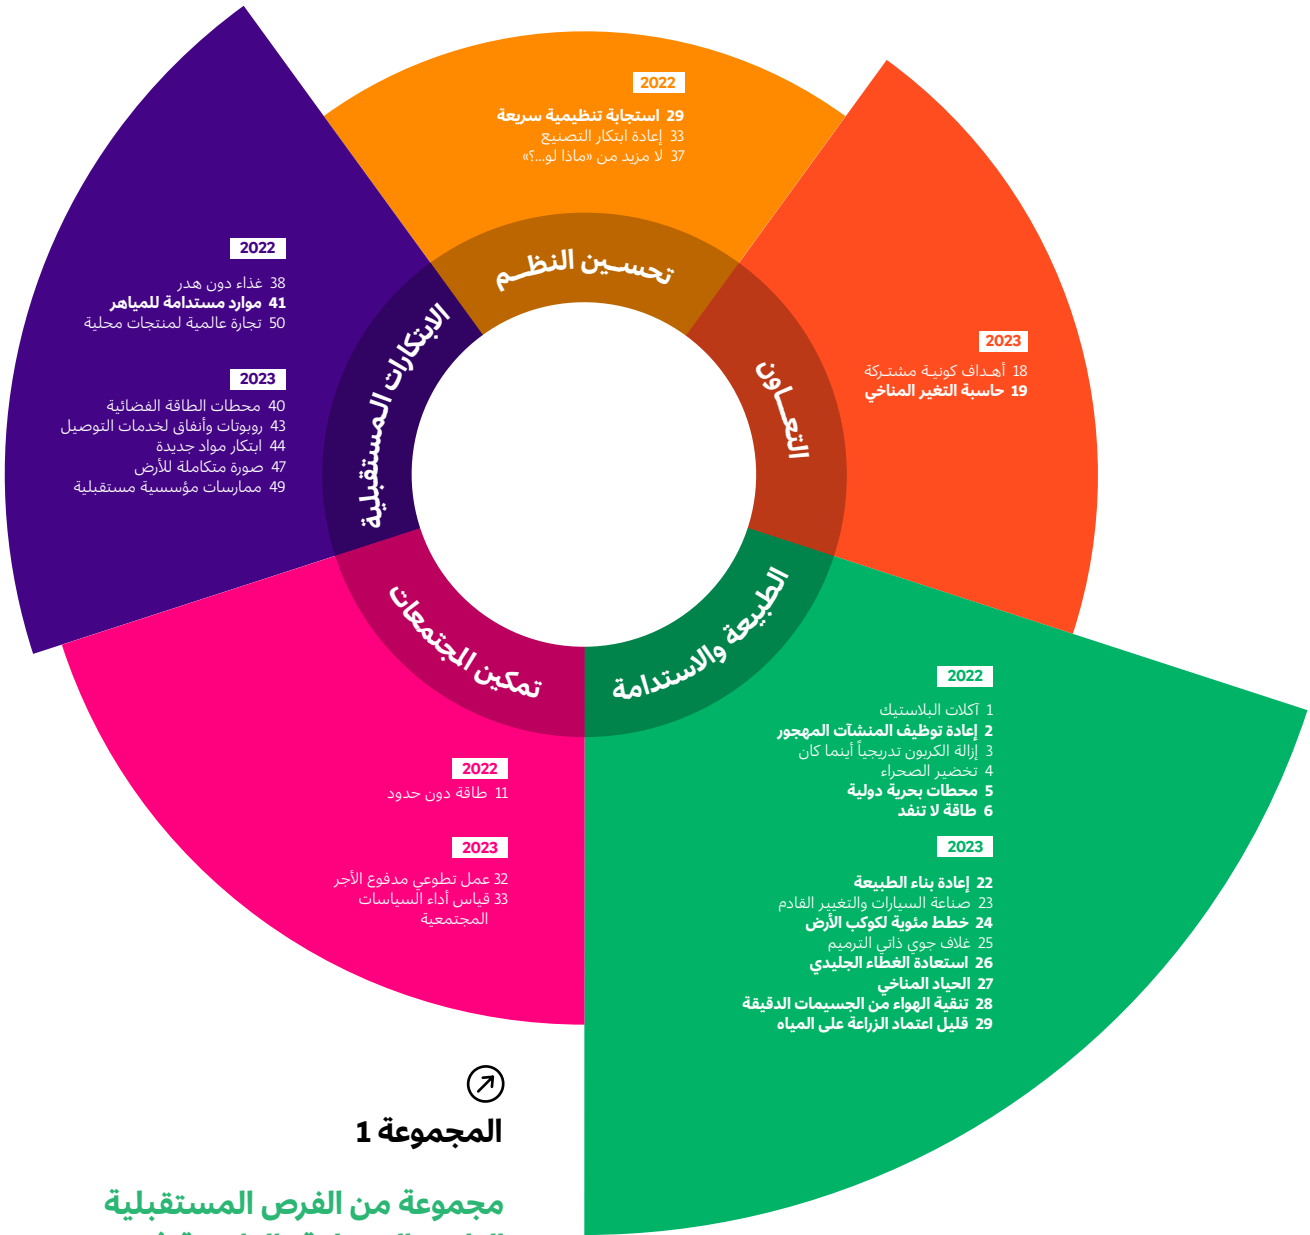 2022
29 استجابة تنظيمية سريعة
33 إعادة ابتكار التصنيع
37 لا مزيد من «ماذا لو...؟»
تحســين النظــم
2023
18 أهـداف كونيـة مشتـركة
19 حاسبة التغير المناخي
التعــاون
2022
1 آكلات البلاستيك
2 إعادة توظيف المنشآت المهجور
3 إزالة الكربون تدريجياً أينما كان
4 تخضير الصحراء
5 محطات بحرية دولية
6 طاقة لا تنفد
2023
22 إعادة بناء الطبيعة
23 صناعة السيارات والتغيير القادم
24 خطط مئوية لكوكب الأرض
25 غلاف جوي ذاتي الترميم
26 استعادة الغطاء الجليدي
27 الحياد المناخي
28 تنقية الهواء من الجسيمات الدقيقة
29 قليل اعتماد الزراعة على المياه
الطبيعة والاستدامة
2022
11 طاقة دون حدود
2023
32 عمل تطوعي مدفوع الأجر
33 قياس أداء السياسات
المجتمعية
تمكين المجتمعات
2022
38 غذاء دون هدر
41 موارد مستدامة للمياهر
50 تجارة عالمية لمنتجات محلية
2023
40 محطات الطاقة الفضائية
43 روبوتات وأنفاق لخدمات التوصيل
44 ابتكار مواد جديدة
47 صورة متكاملة للأرض
49 ممارسات مؤسسية مستقبلية
الابتكارات المستقبلية
المجموعة 1
مجموعة من الفرص المستقبلية